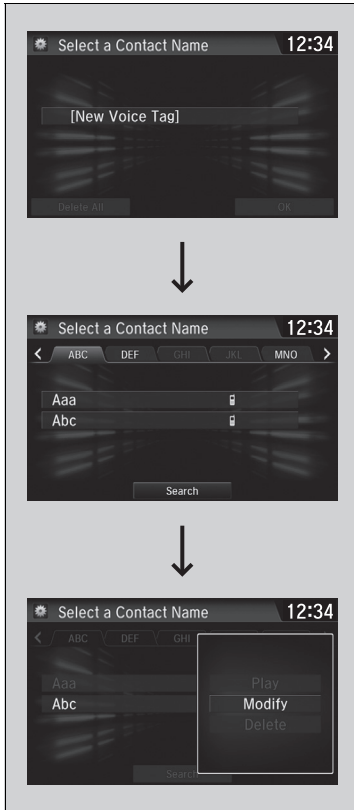 Select a Contact Name 12:34
[New Voice Tag]
Delete All OK
Select a Contact Name 12:34
ABC DEF GHI JKL MNO
Aaa
Abc
Search
Select a Contact Name 12:34
ABC DEF GHI
Aaa Play
Abc Modify
Delete
Search